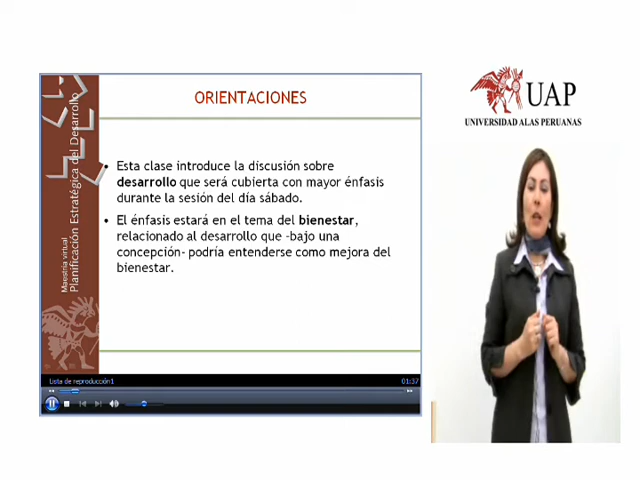 ORIENTACIONES
• Esta clase introduce la discusión sobre
desarrollo que será cubierta con mayor énfasis
durante la sesión del día sábado.
• El énfasis estará en el tema del bienestar,
relacionado al desarrollo que –bajo una
concepción- podría entenderse como mejora del
bienestar.
Maestría virtual
Planificación Estratégica del Desarrollo
Lista de reproducción1
01:37
UAP
UNIVERSIDAD ALAS PERUANAS